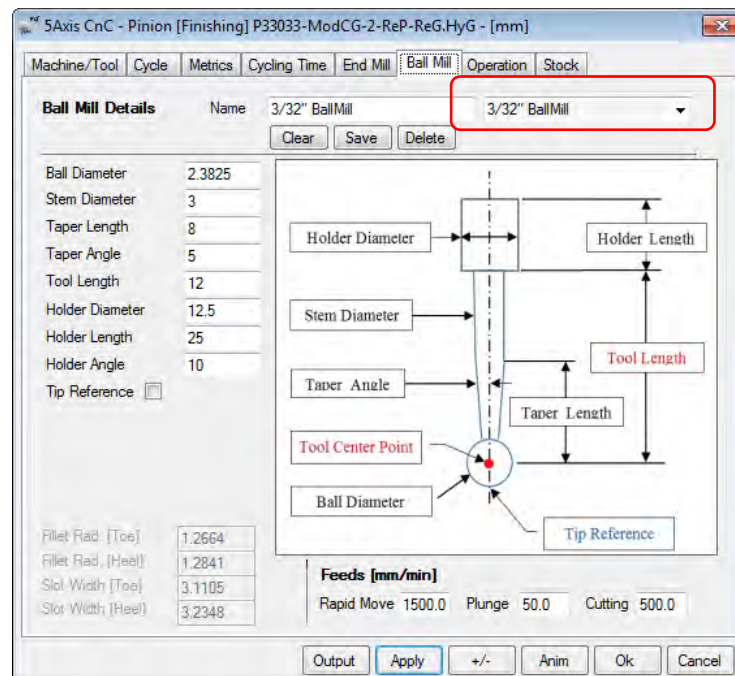 5Axis CnC - Pinion [Finishing] P33033-ModCG-2-ReP-ReG.HyG - [mm]
Machine/Tool Cycle Metrics Cycling Time End Mill Ball Mill Operation Stock
Ball Mill Details Name 3/32" BallMill 3/32" BallMill
Clear Save Delete
Ball Diameter 2.3825
Stem Diameter 3
Taper Length 8
Taper Angle 5
Tool Length 12
Holder Diameter 12.5
Holder Length 25
Holder Angle 10
Tip Reference
Holder Diameter Holder Length
Stem Diameter
Tool Length
Taper Angle
Taper Length
Tool Center Point
Ball Diameter
Tip Reference
Fillet Rad. [Toe] 1.2664
Fillet Rad. [Heel] 1.2841
Slot Width [Toe] 3.1105
Slot Width [Heel] 3.2348
Feeds [mm/min]
Rapid Move 1500.0 Plunge 50.0 Cutting 500.0
Output Apply +/- Anim Ok Cancel